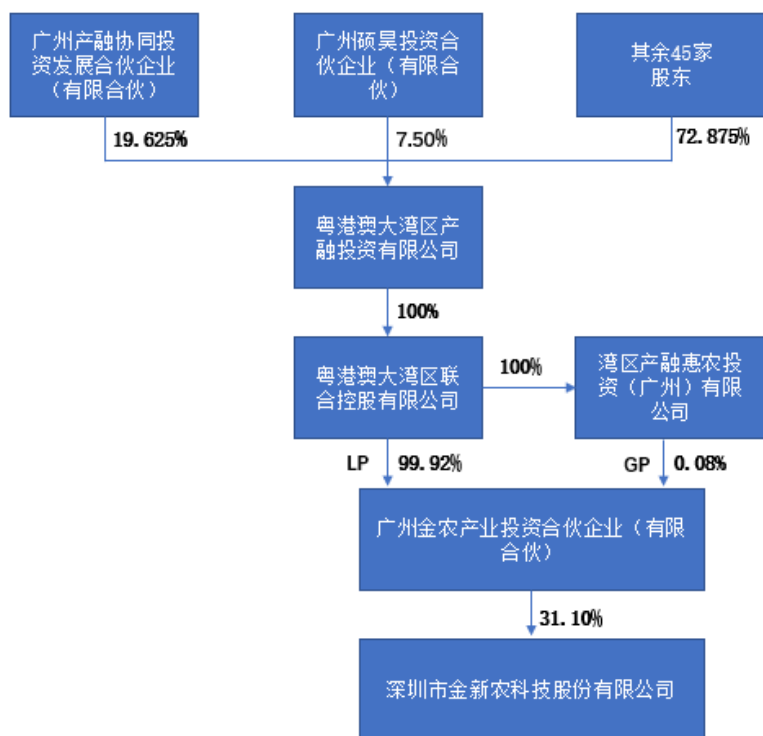 广州产融协同投
资发展合伙企业
（有限合伙）
广州硕昊投资合
伙企业（有限合
伙）
其余45家
股东
19.625%
7.50%
72.875%
粤港澳大湾区产
融投资有限公司
100%
粤港澳大湾区联
合控股有限公司
100%
湾区产融惠农投
资（广州）有限
公司
LP
99.92%
GP
0.08%
广州金农产业投资合伙企业（有限
合伙）
31.10%
深圳市金新农科技股份有限公司